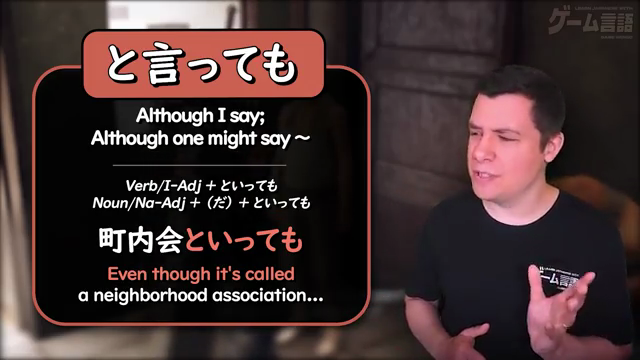 と言っても
Although I say;
Although one might say ～
Verb/I-Adj + といっても
Noun/Na-Adj + （だ） + といっても
町内会といっても
Even though it's called
a neighborhood association...
ゲーム言語
ゲーム言語